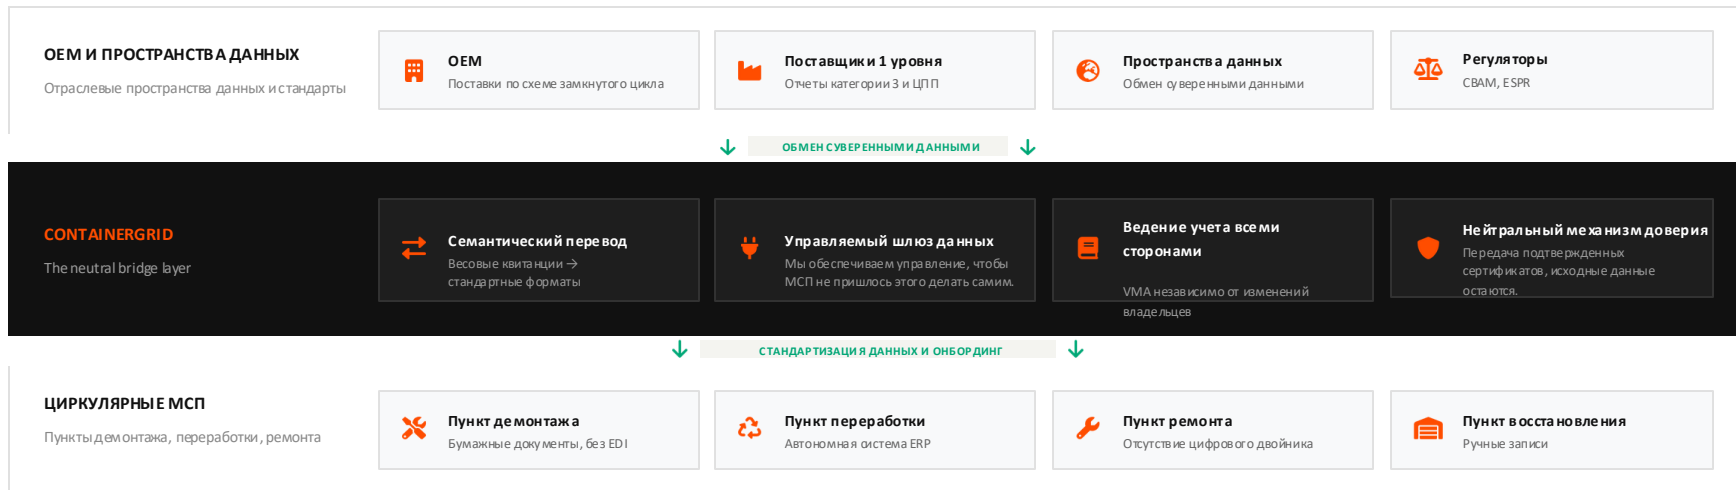 ОЕМ И ПРОСТРАНСТВА ДАННЫХ
Отраслевые пространства данных и стандарты
ОЕМ
Поставки по схеме замкнутого цикла
Поставщики 1 уровня
Отчеты категории 3 и ЦПП
Пространства данных
Обмен суверенными данными
Регуляторы
CBAM, ESPR
ОБМЕН СУВЕРЕННЫМИ ДАННЫМИ
CONTAINERGRID
The neutral bridge layer
Семантический перевод
Весовые квитанции →
стандартные форматы
Управляемый шлюз данных
Мы обеспечиваем управление, чтобы
МСП не пришлось этого делать самим.
Ведение учета всеми
сторонами
VMA независимо от изменений
владельцев
Нейтральный механизм доверия
Передача подтвержденных
сертификатов, исходные данные
остаются.
СТАНДАРТИЗАЦИЯ ДАННЫХ И ОНБОРДИНГ
ЦИРКУЛЯРНЫЕ МСП
Пункты демонтажа, переработки, ремонта
Пункт демонтажа
Бумажные документы, без EDI
Пункт переработки
Автономная система ERP
Пункт ремонта
Отсутствие цифрового двойника
Пункт восстановления
Ручные записи